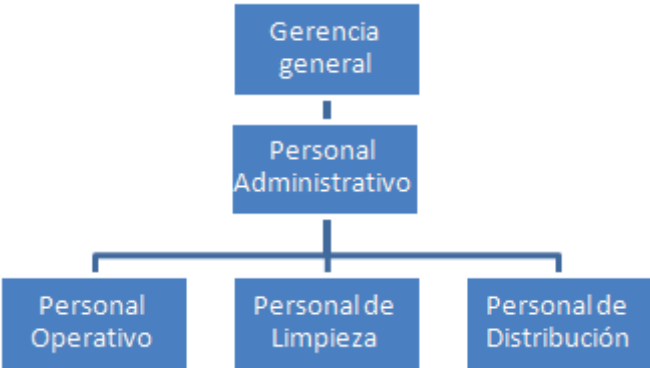 Gerencia
general
Personal
Administrativo
Personal
Operativo
Personal de
Limpieza
Personal de
Distribución